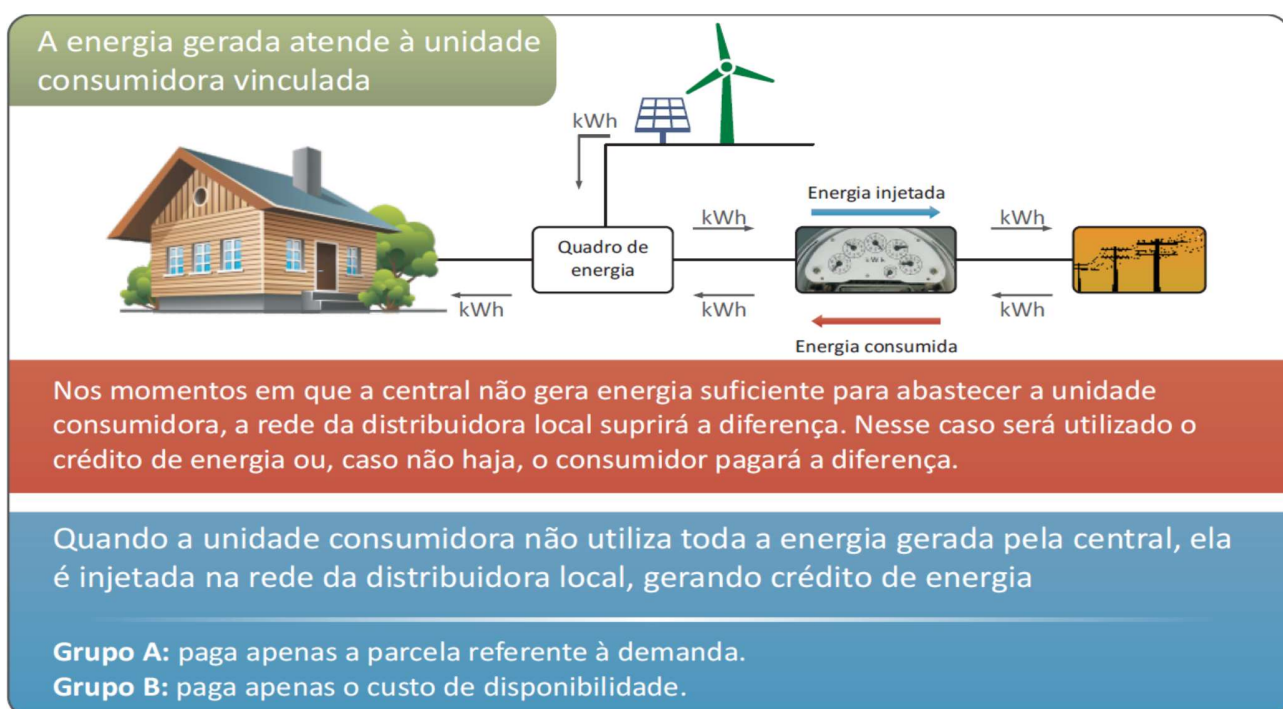 A energia gerada atende à unidade
consumidora vinculada
kWh
Energia injetada
kWh
kWh
Quadro de
energia
kWh
kWh
kWh
kWh
Energia consumida
Nos momentos em que a central não gera energia suficiente para abastecer a unidade
consumidora, a rede da distribuidora local suprirá a diferença. Nesse caso será utilizado o
crédito de energia ou, caso não haja, o consumidor pagará a diferença.
Quando a unidade consumidora não utiliza toda a energia gerada pela central, ela
é injetada na rede da distribuidora local, gerando crédito de energia
Grupo A: paga apenas a parcela referente à demanda.
Grupo B: paga apenas o custo de disponibilidade.